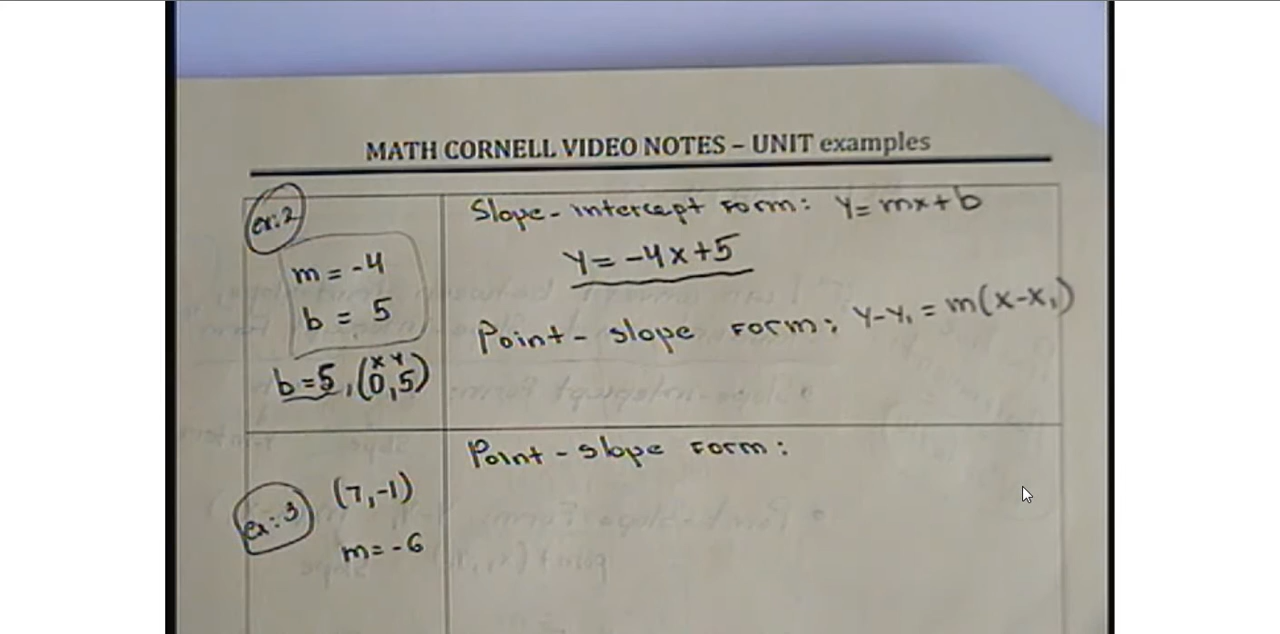 MATH CORNELL VIDEO NOTES – UNIT examples
ex:2
m = -4
b = 5
b = 5, (0, 5)
x y
Slope-intercept Form: y = mx + b
y = -4x + 5
Point-slope Form: y - y₁ = m(x - x₁)
ex:3
(7, -1)
m = -6
Point-slope Form: